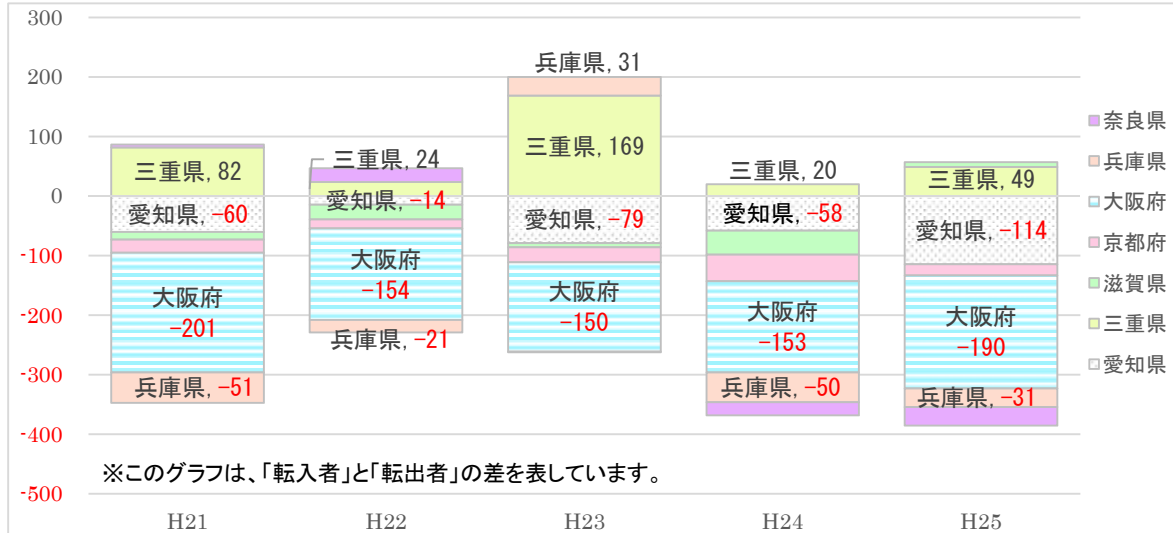 300
200
100
0
-100
-200
-300
-400
-500
三重県, 82
愛知県, -60
大阪府
-201
兵庫県, -51
三重県, 24
愛知県, -14
大阪府
-154
兵庫県, -21
兵庫県, 31
三重県, 169
愛知県, -79
大阪府
-150
三重県, 20
愛知県, -58
大阪府
-153
兵庫県, -50
三重県, 49
愛知県, -114
大阪府
-190
兵庫県, -31
奈良県
兵庫県
大阪府
京都府
滋賀県
三重県
愛知県
※このグラフは、「転入者」と「転出者」の差を表しています。
H21 H22 H23 H24 H25